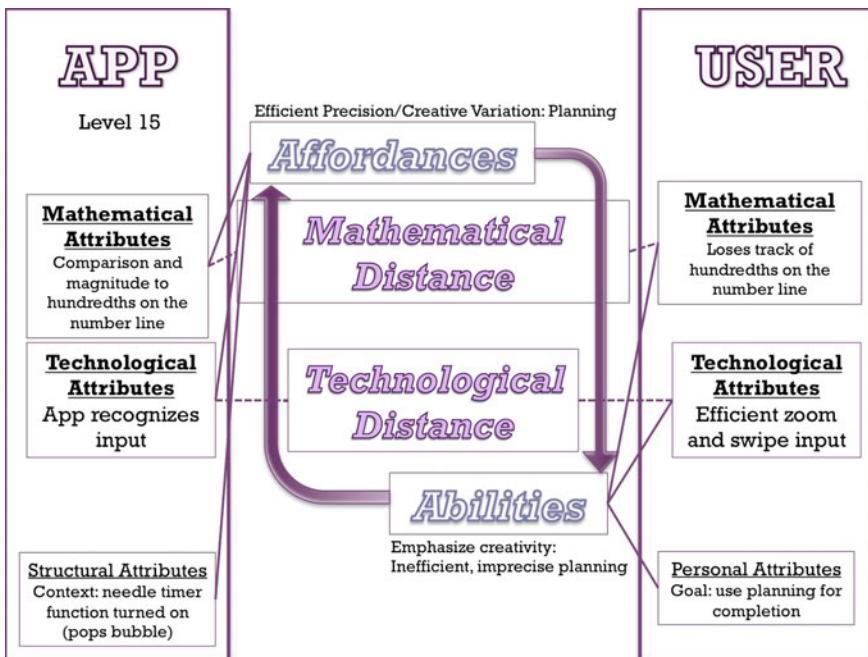 APP
Level 15
Mathematical
Attributes
Comparison and
magnitude to
hundredths on the
number line
Technological
Attributes
App recognizes
input
Structural Attributes
Context: needle timer
function turned on
(pops bubble)
Efficient Precision/Creative Variation: Planning
Affordances
Mathematical
Distance
Technological
Distance
Abilities
Emphasize creativity:
Inefficient, imprecise planning
USER
Mathematical
Attributes
Loses track of
hundredths on the
number line
Technological
Attributes
Efficient zoom
and swipe input
Personal Attributes
Goal: use planning for
completion